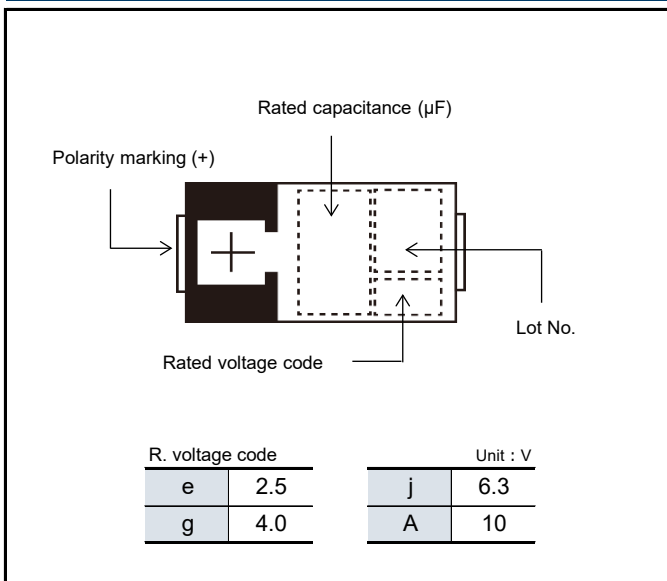 Rated capacitance (μF)
Polarity marking (+)
+
Lot No.
Rated voltage code
R. voltage code
Unit : V
e 2.5 j 6.3
g 4.0 A 10